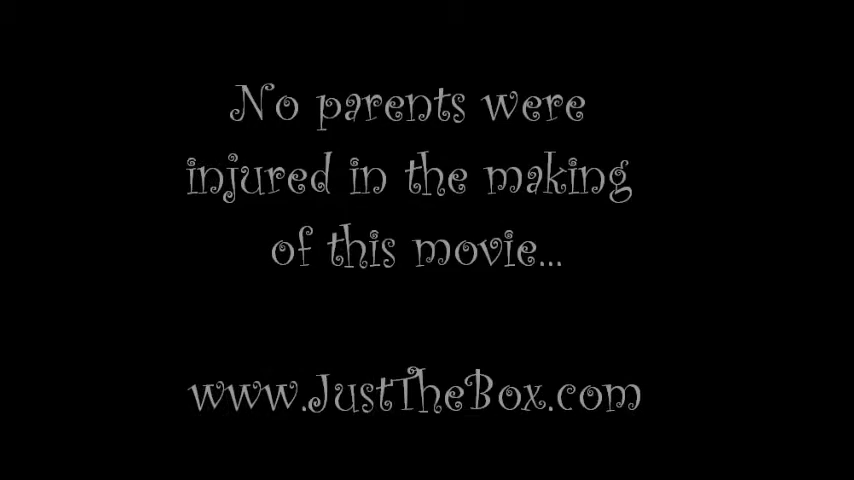 No parents were
injured in the making
of this movie...
www.JustTheBox.com